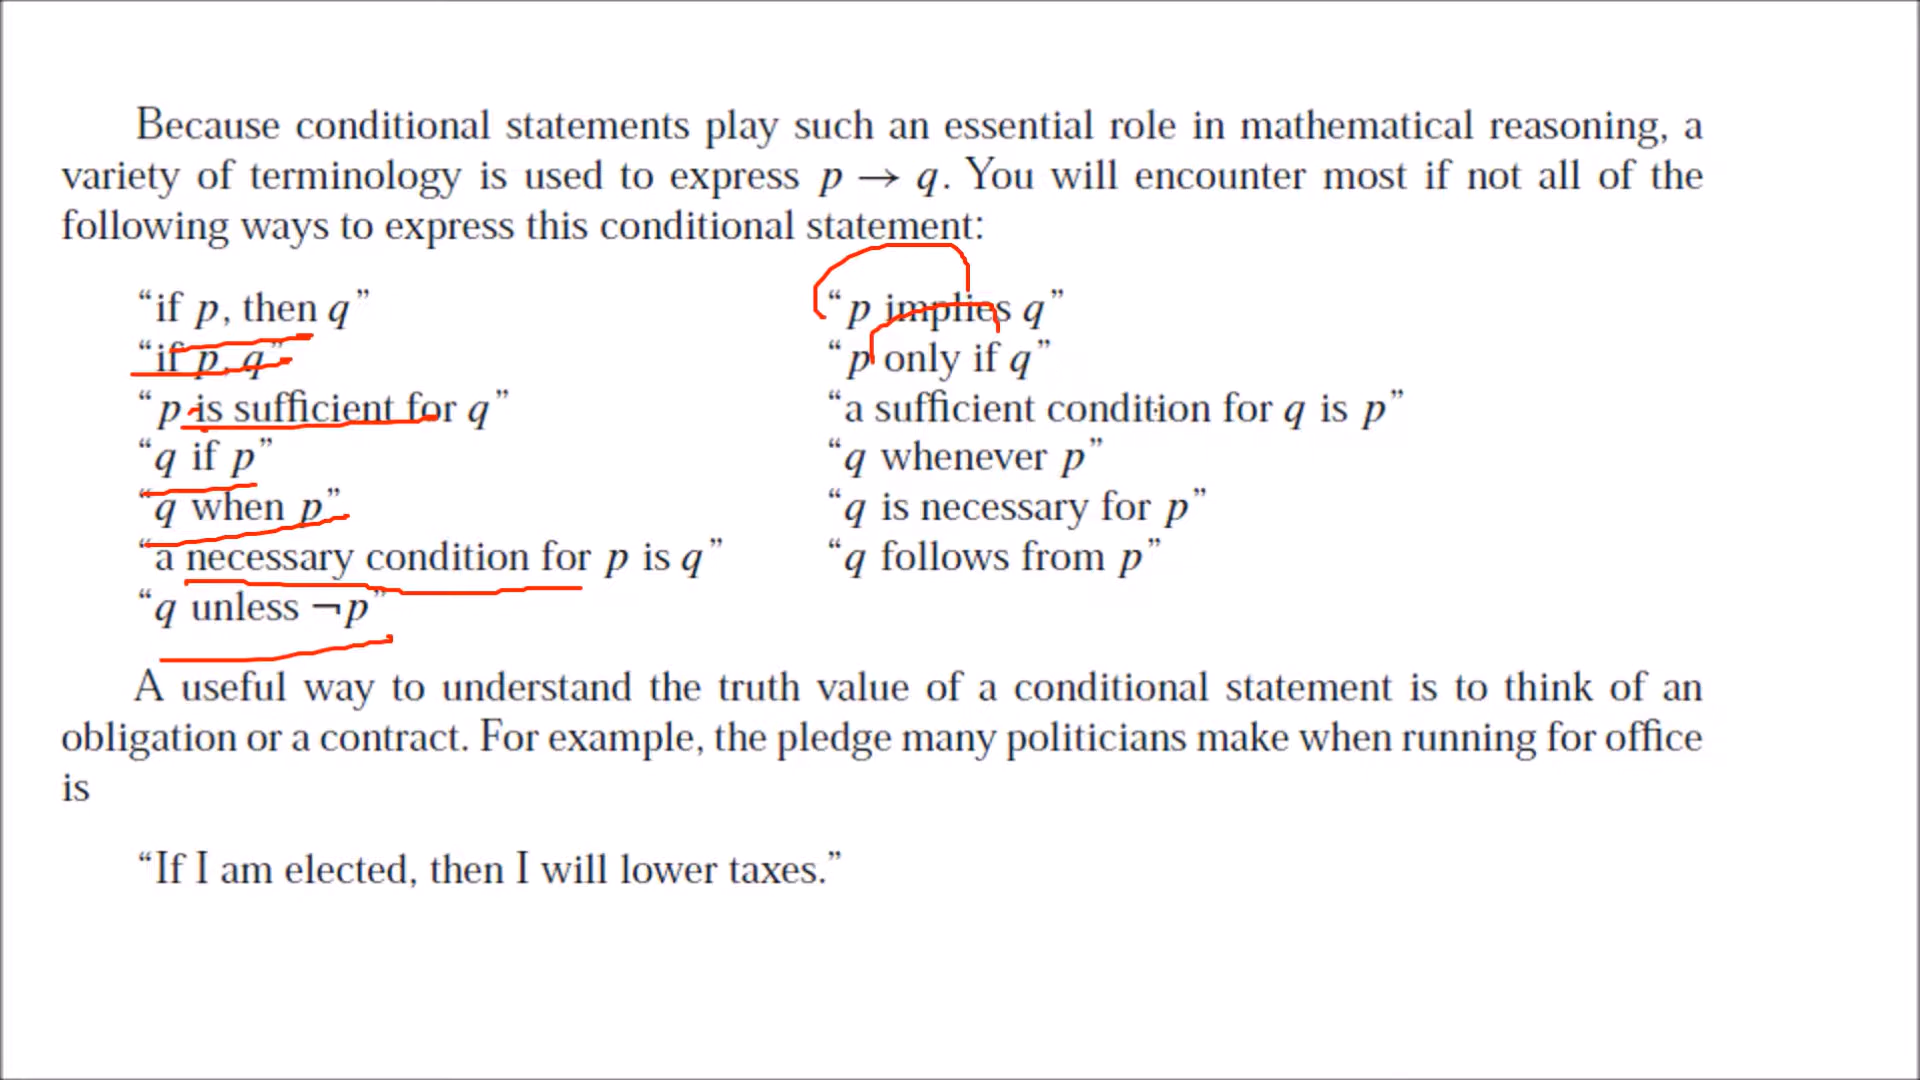 Because conditional statements play such an essential role in mathematical reasoning, a
variety of terminology is used to express p → q. You will encounter most if not all of the
following ways to express this conditional statement:
“if p, then q”
“if p, q”
“p is sufficient for q”
“q if p”
“q when p”
“a necessary condition for p is q”
“q unless ¬p”
“p implies q”
“p only if q”
“a sufficient condition for q is p”
“q whenever p”
“q is necessary for p”
“q follows from p”
A useful way to understand the truth value of a conditional statement is to think of an
obligation or a contract. For example, the pledge many politicians make when running for office
is
“If I am elected, then I will lower taxes.”